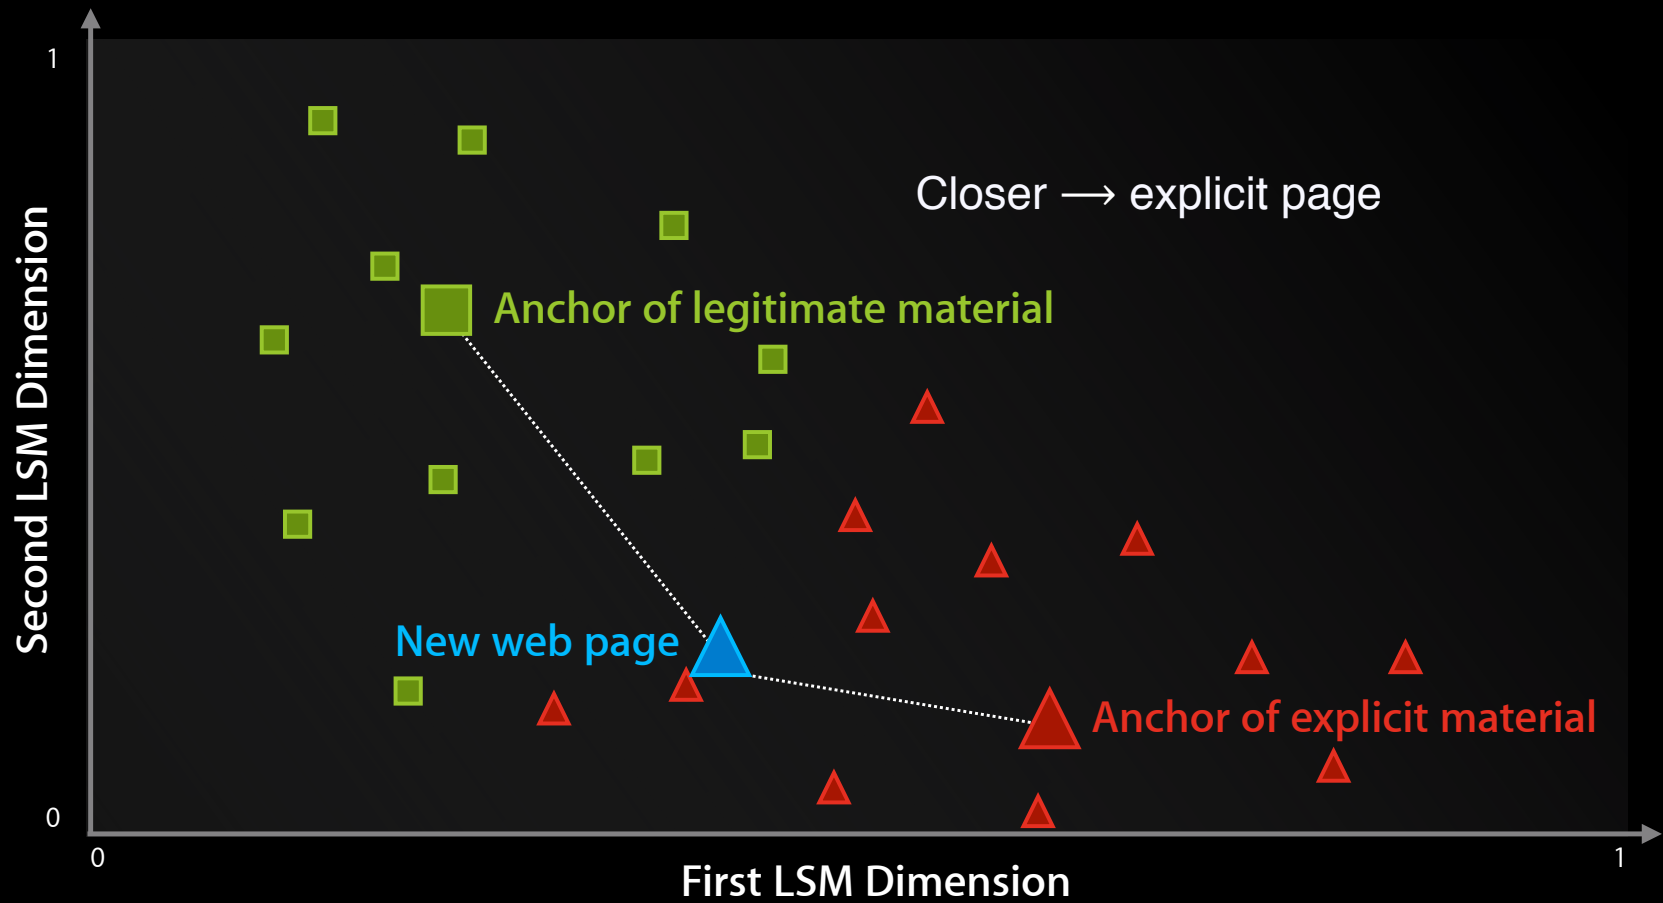 1
Closer → explicit page
Anchor of legitimate material
Second LSM Dimension
New web page
Anchor of explicit material
0
0
1
First LSM Dimension